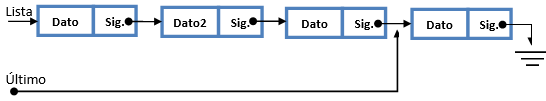 Lista
Dato Sig. Dato2 Sig. Dato Sig. Dato Sig.
Último